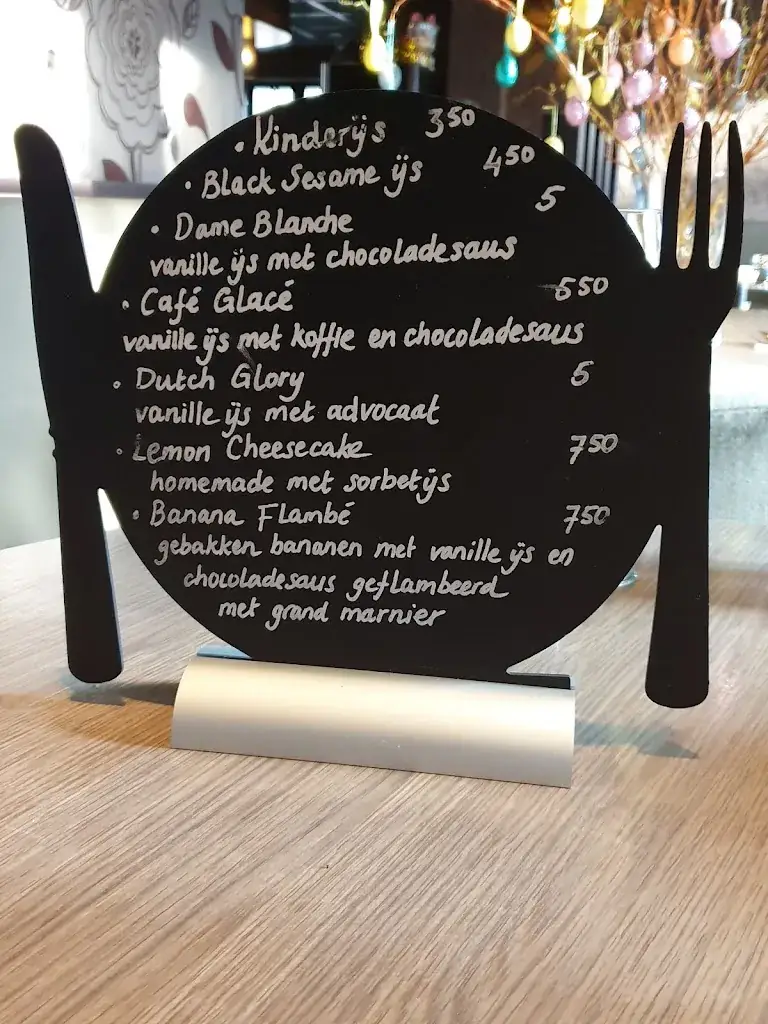 • Kinderijs 3⁵⁰
• Black Sesame ijs 4⁵⁰
• Dame Blanche 5
vanille ijs met chocoladesaus
• Café Glacé 5⁵⁰
vanille ijs met koffie en chocoladesaus
• Dutch Glory 5
vanille ijs met advocaat
• Lemon Cheesecake 7⁵⁰
homemade met sorbetijs
• Banana Flambé 7⁵⁰
gebakken bananen met vanille ijs en
chocoladesaus geflambeerd
met grand marnier